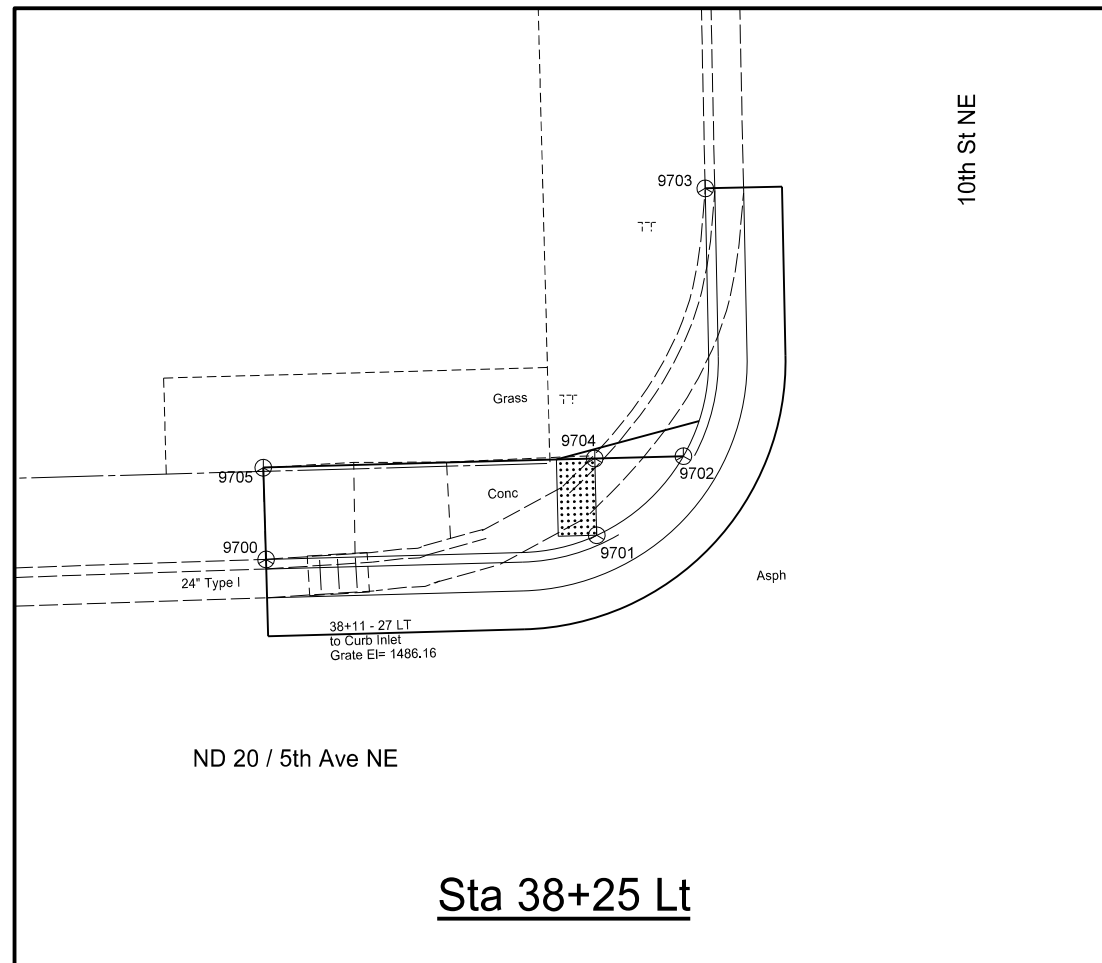 10th St NE
9703
Grass
9704
9705
9702
Conc
9701
9700
24" Type I
Asph
38+11 - 27 LT
to Curb Inlet
Grate El= 1486.16
ND 20 / 5th Ave NE
Sta 38+25 Lt